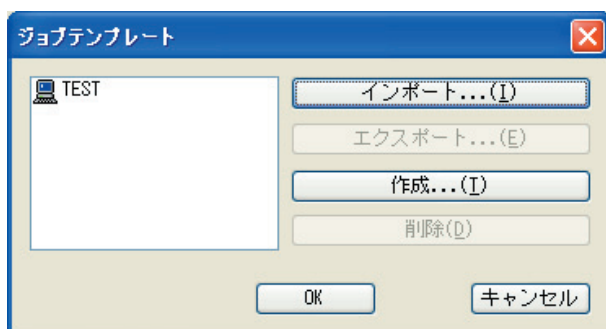 ジョブテンプレート
TEST
インポート...(I)
エクスポート...(E)
作成...(T)
削除(D)
OK
キャンセル